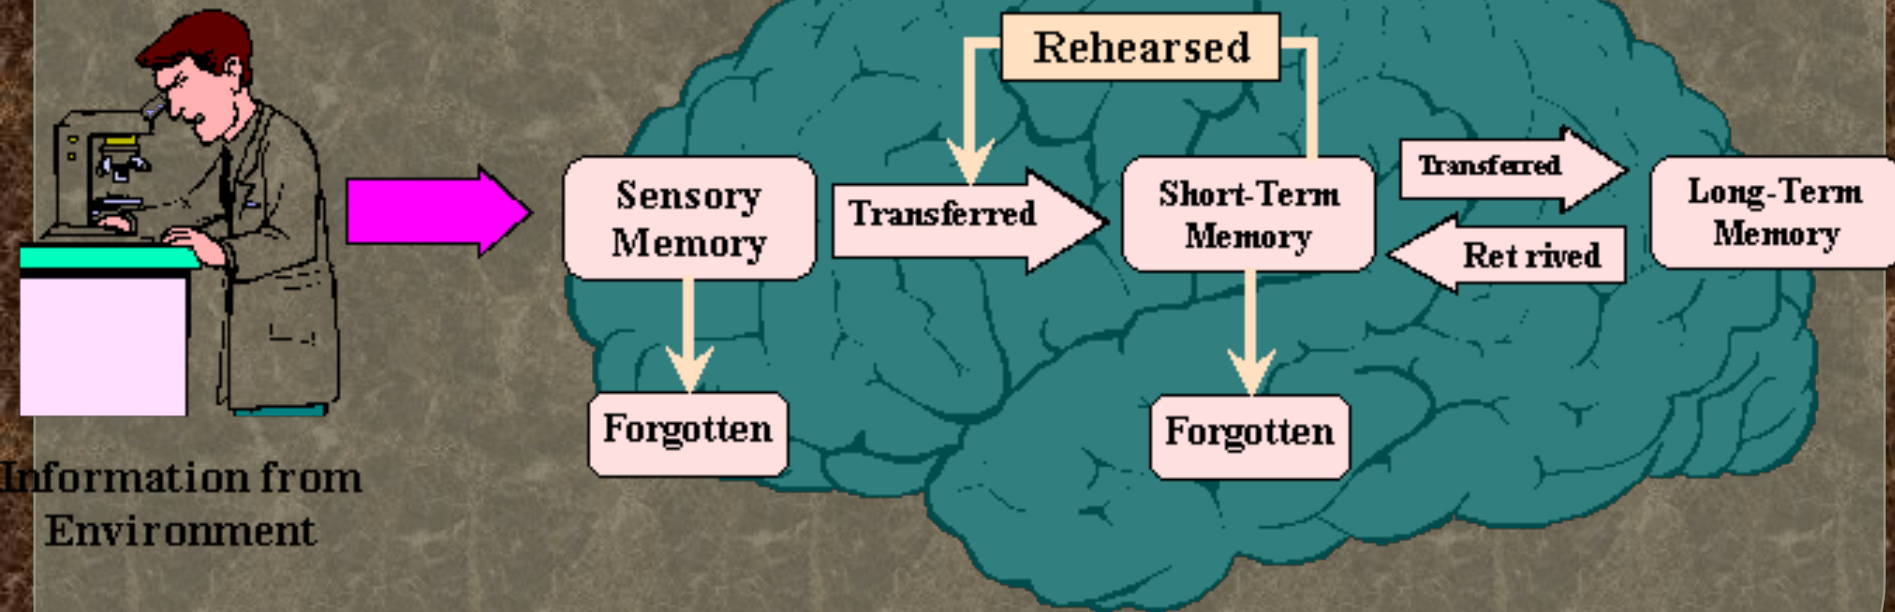 Rehearsed
Sensory
Memory
Transferred
Short-Term
Memory
Transferred
Ret rived
Long-Term
Memory
Forgotten
Forgotten
Information from
Environment